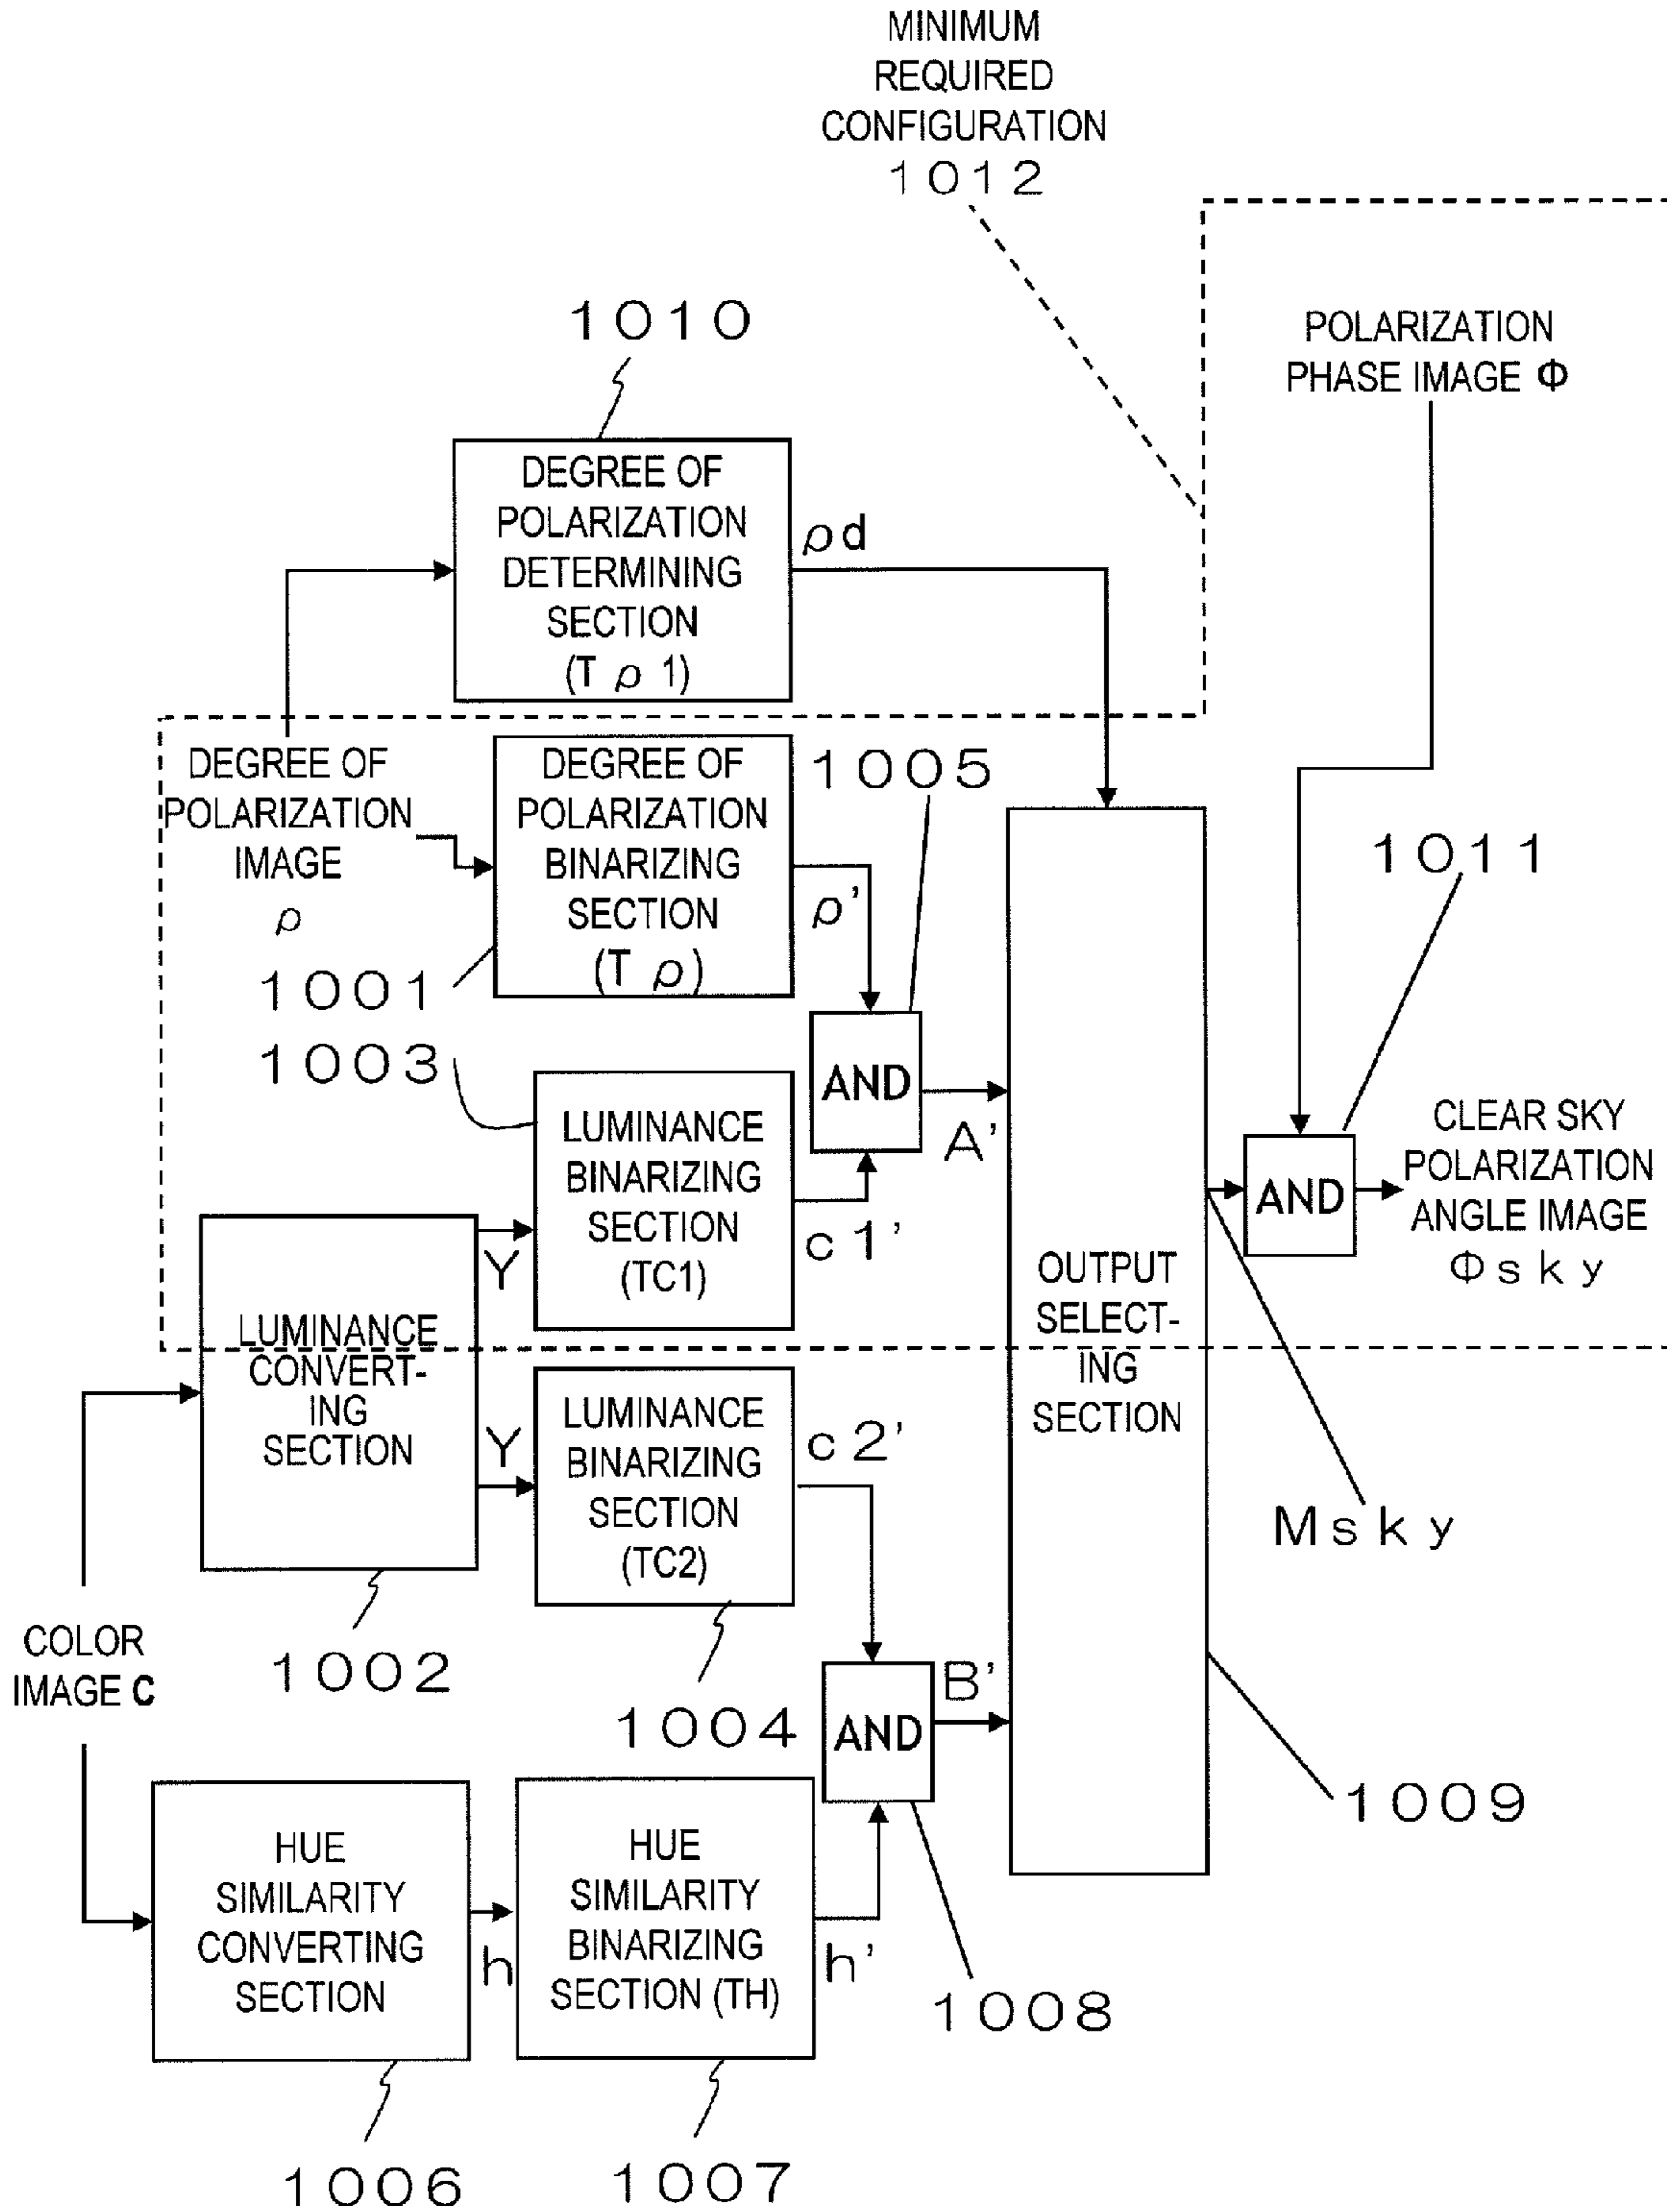 MINIMUM
REQUIRED
CONFIGURATION
1012
1010
POLARIZATION
PHASE IMAGE Φ
DEGREE OF
POLARIZATION
DETERMINING
SECTION
(T ρ 1)
ρd
DEGREE OF
POLARIZATION
IMAGE
ρ
DEGREE OF
POLARIZATION
BINARIZING
SECTION
(T ρ)
1005
ρ'
1011
1001
1003
AND
A'
LUMINANCE
BINARIZING
SECTION
(TC1)
c1'
Y
CLEAR SKY
POLARIZATION
ANGLE IMAGE
Φsky
AND
LUMINANCE
CONVERT-
ING
SECTION
OUTPUT
SELECT-
ING
SECTION
Y
LUMINANCE
BINARIZING
SECTION
(TC2)
c2'
Msky
COLOR
IMAGE C
1002
1004
AND
B'
1009
HUE
SIMILARITY
CONVERTING
SECTION
h
HUE
SIMILARITY
BINARIZING
SECTION (TH)
h'
1008
1006
1007